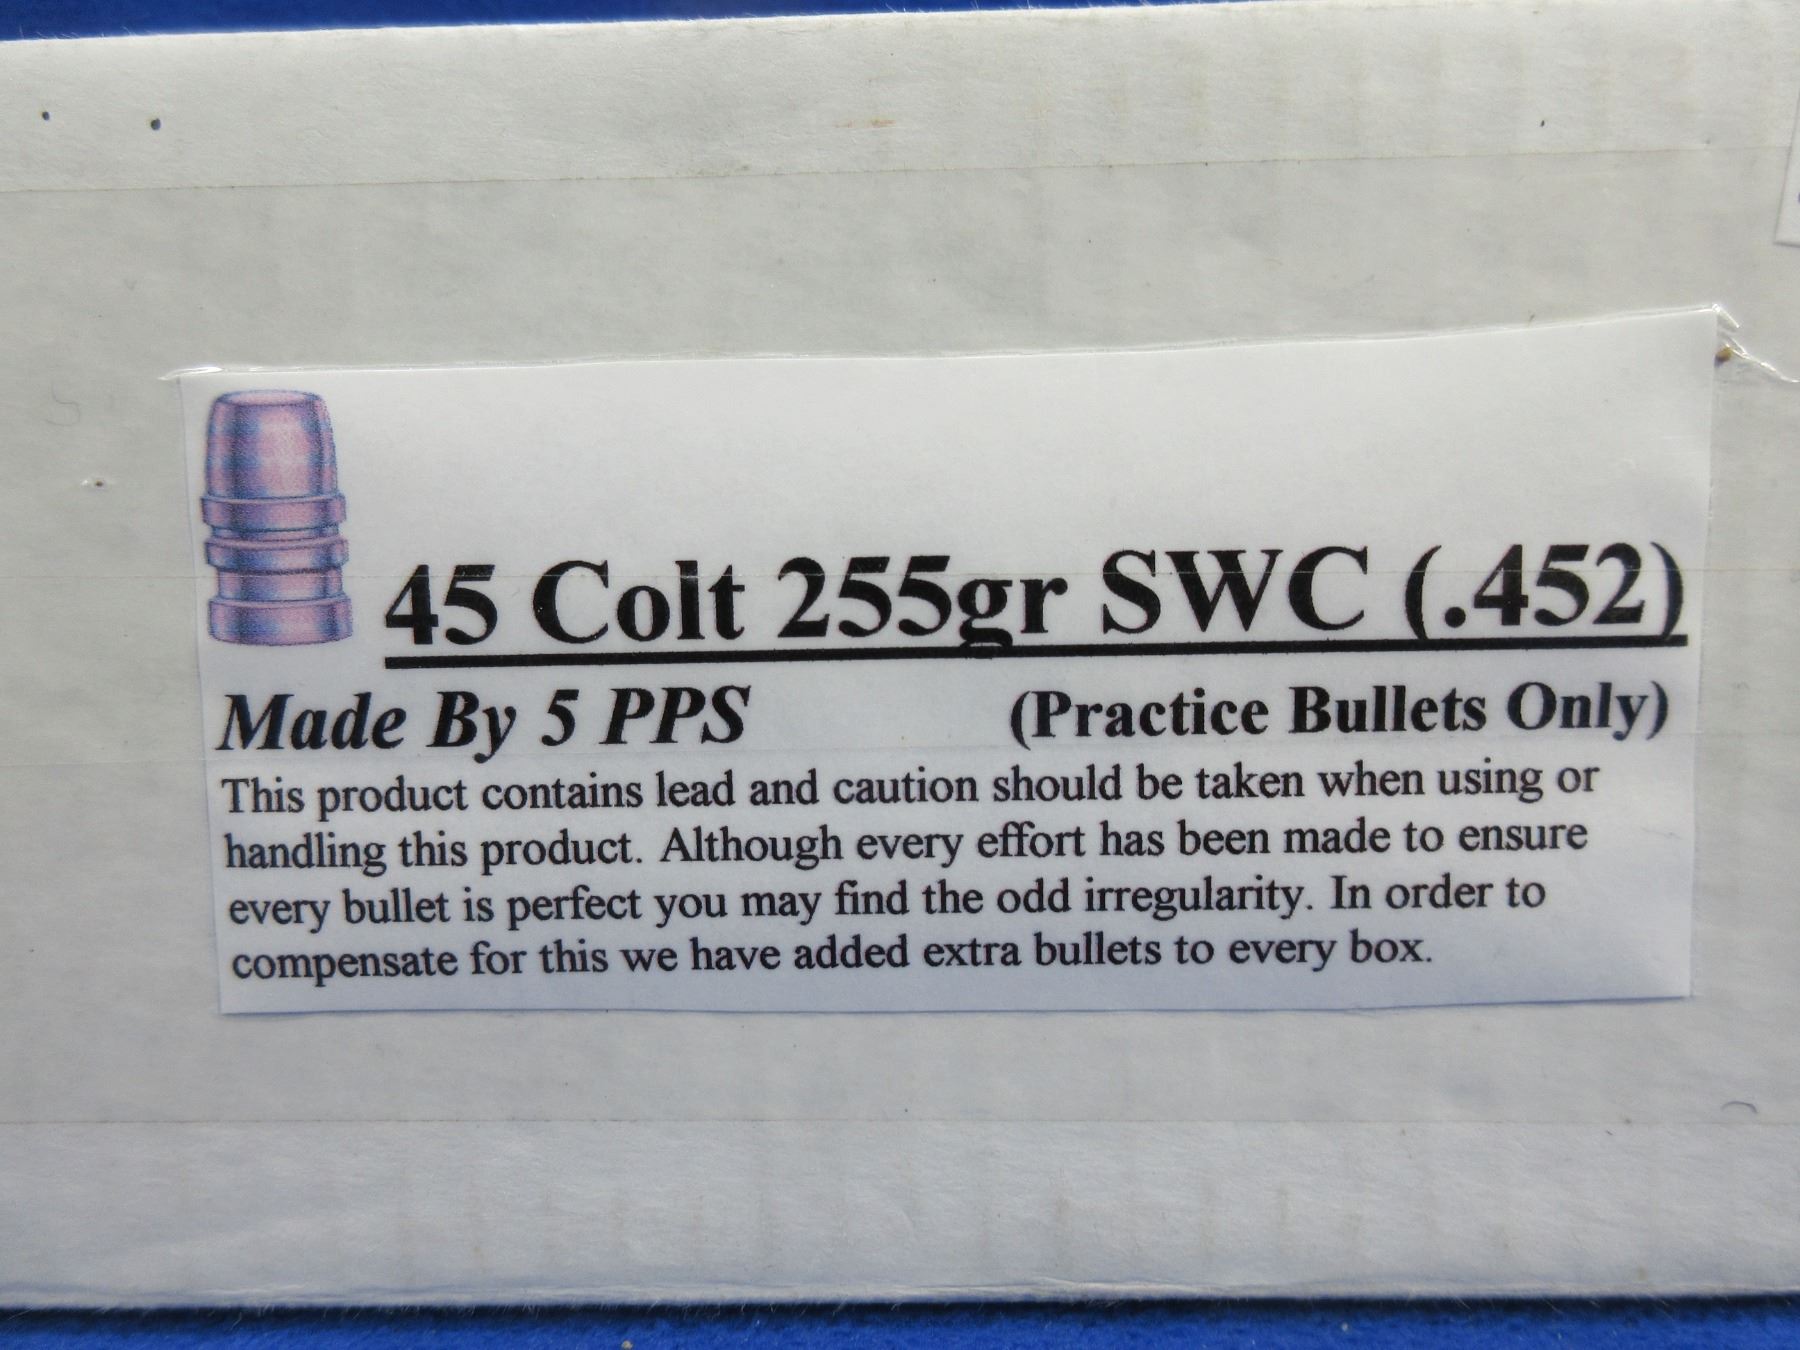 45 Colt 255gr SWC (.452)
Made By 5 PPS (Practice Bullets Only)
This product contains lead and caution should be taken when using or
handling this product. Although every effort has been made to ensure
every bullet is perfect you may find the odd irregularity. In order to
compensate for this we have added extra bullets to every box.